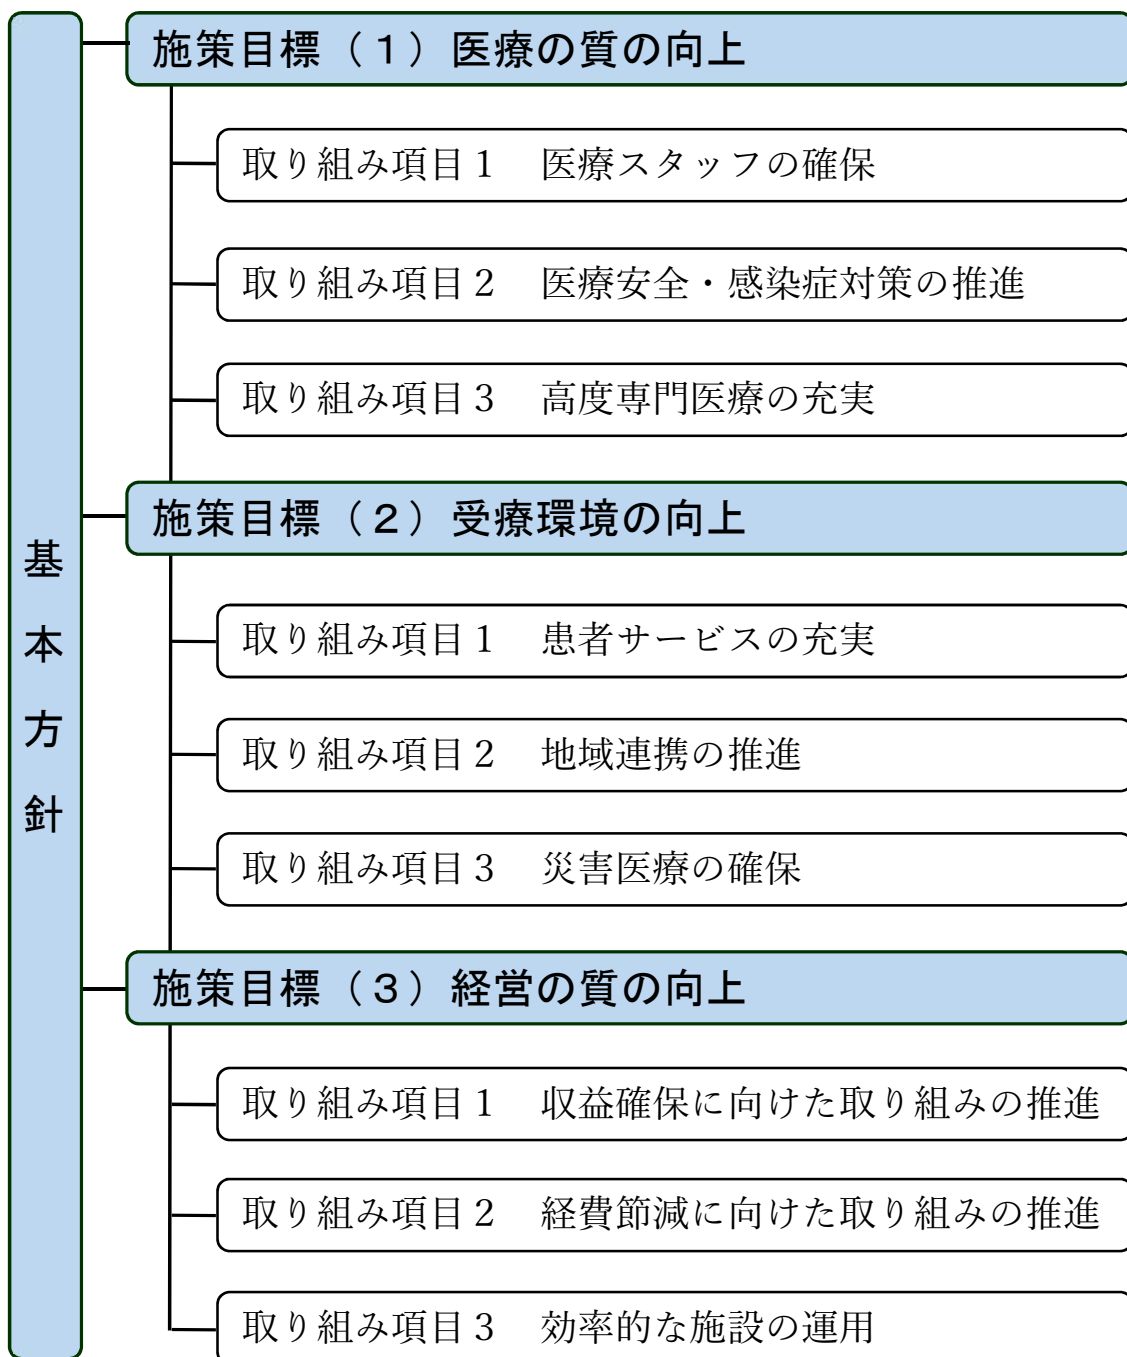 基本方針
施策目標（１）医療の質の向上
取り組み項目１　医療スタッフの確保
取り組み項目２　医療安全・感染症対策の推進
取り組み項目３　高度専門医療の充実
施策目標（２）受療環境の向上
取り組み項目１　患者サービスの充実
取り組み項目２　地域連携の推進
取り組み項目３　災害医療の確保
施策目標（３）経営の質の向上
取り組み項目１　収益確保に向けた取り組みの推進
取り組み項目２　経費節減に向けた取り組みの推進
取り組み項目３　効率的な施設の運用